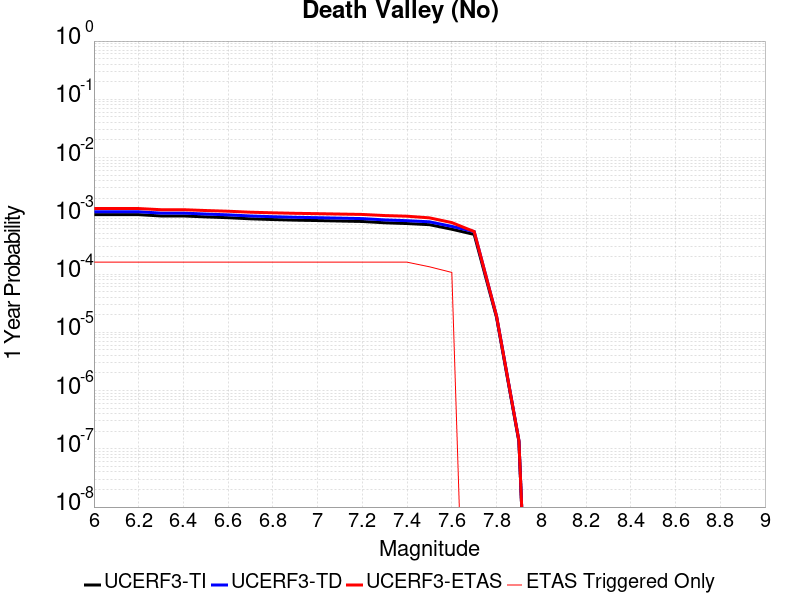 Death Valley (No)
1 Year Probability
10^0
10^-1
10^-2
10^-3
10^-4
10^-5
10^-6
10^-7
10^-8
6 6.2 6.4 6.6 6.8 7 7.2 7.4 7.6 7.8 8 8.2 8.4 8.6 8.8 9
Magnitude
UCERF3-TI UCERF3-TD UCERF3-ETAS ETAS Triggered Only